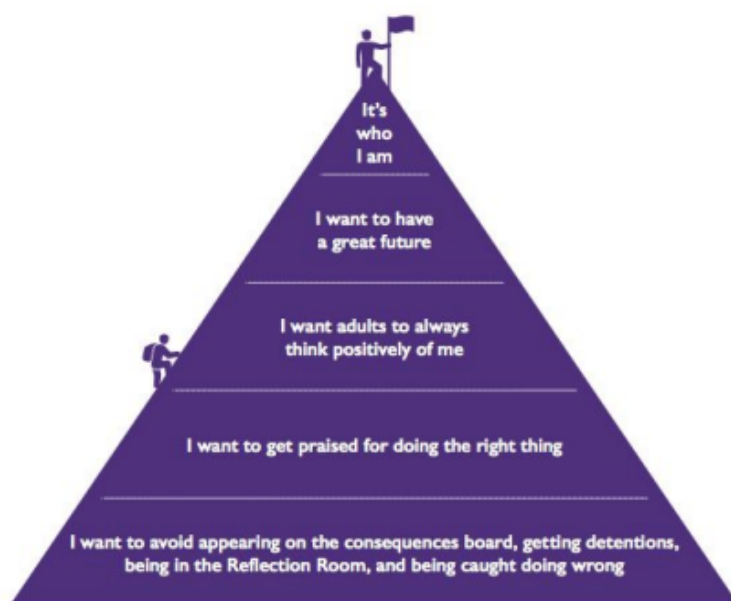 It's
who
I am
I want to have
a great future
I want adults to always
think positively of me
I want to get praised for doing the right thing
I want to avoid appearing on the consequences board, getting detentions,
being in the Reflection Room, and being caught doing wrong